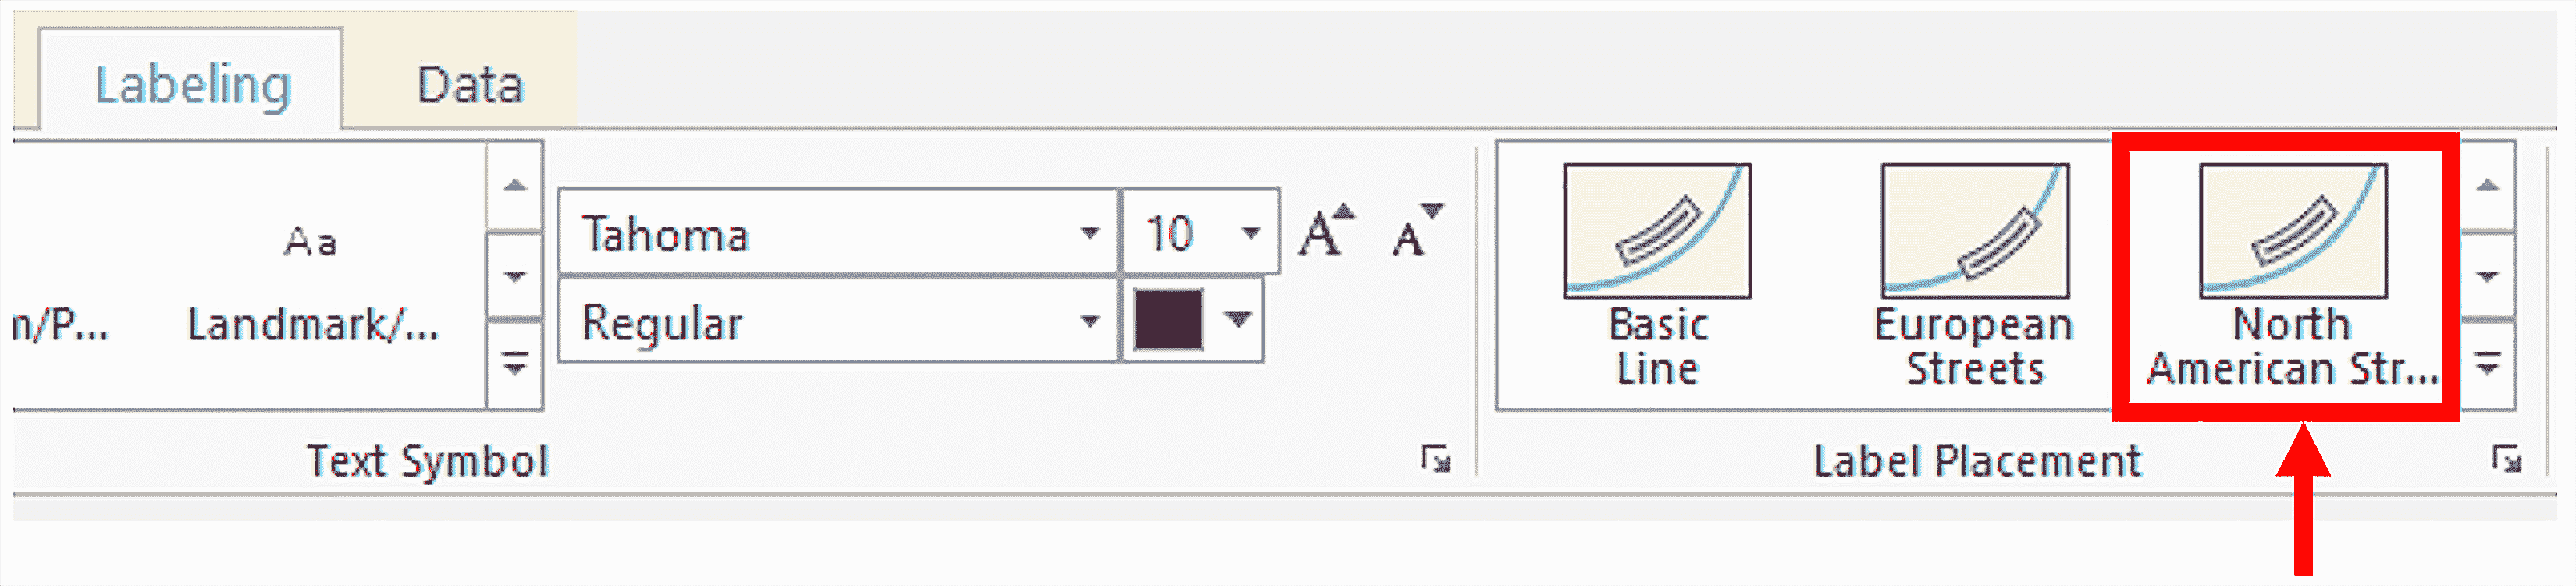 Labeling Data
Aa
n/P... Landmark/...
Tahoma 10 A A
Regular
Text Symbol
Basic
Line
European
Streets
North
American Str...
Label Placement